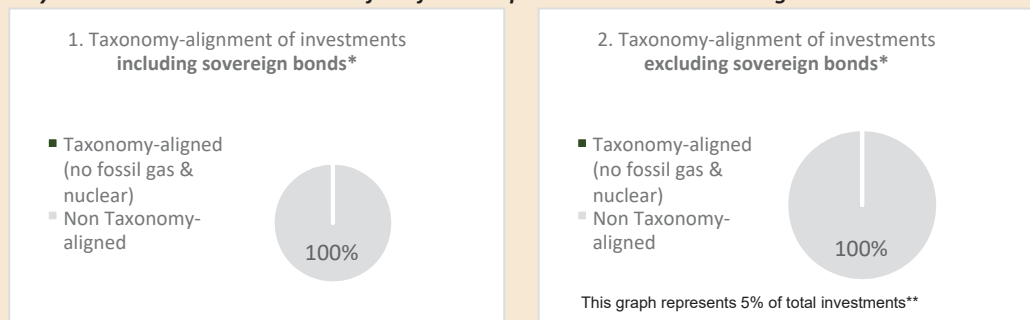 1. Taxonomy-alignment of investments
including sovereign bonds*
Taxonomy-aligned
(no fossil gas &
nuclear)
Non Taxonomy-
aligned
100%
2. Taxonomy-alignment of investments
excluding sovereign bonds*
Taxonomy-aligned
(no fossil gas &
nuclear)
Non Taxonomy-
aligned
100%
This graph represents 5% of total investments**